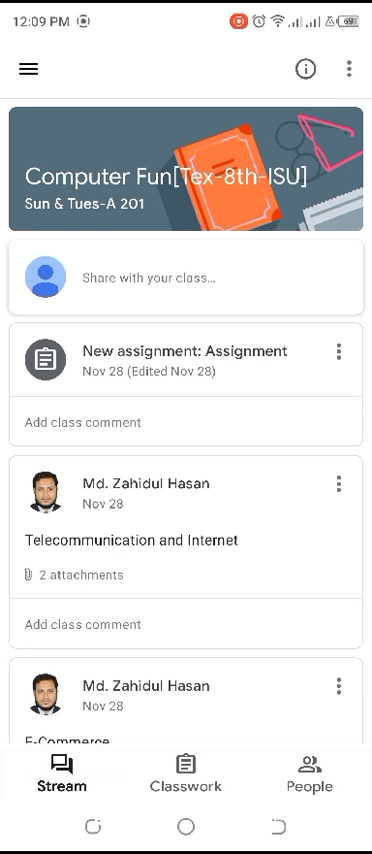 12:09 PM
69
Computer Fun[Tex-8th-ISU]
Sun & Tues-A 201
Share with your class...
New assignment: Assignment
Nov 28 (Edited Nov 28)
Add class comment
Md. Zahidul Hasan
Nov 28
Telecommunication and Internet
2 attachments
Add class comment
Md. Zahidul Hasan
Nov 28
E-Commerce
Stream
Classwork
People